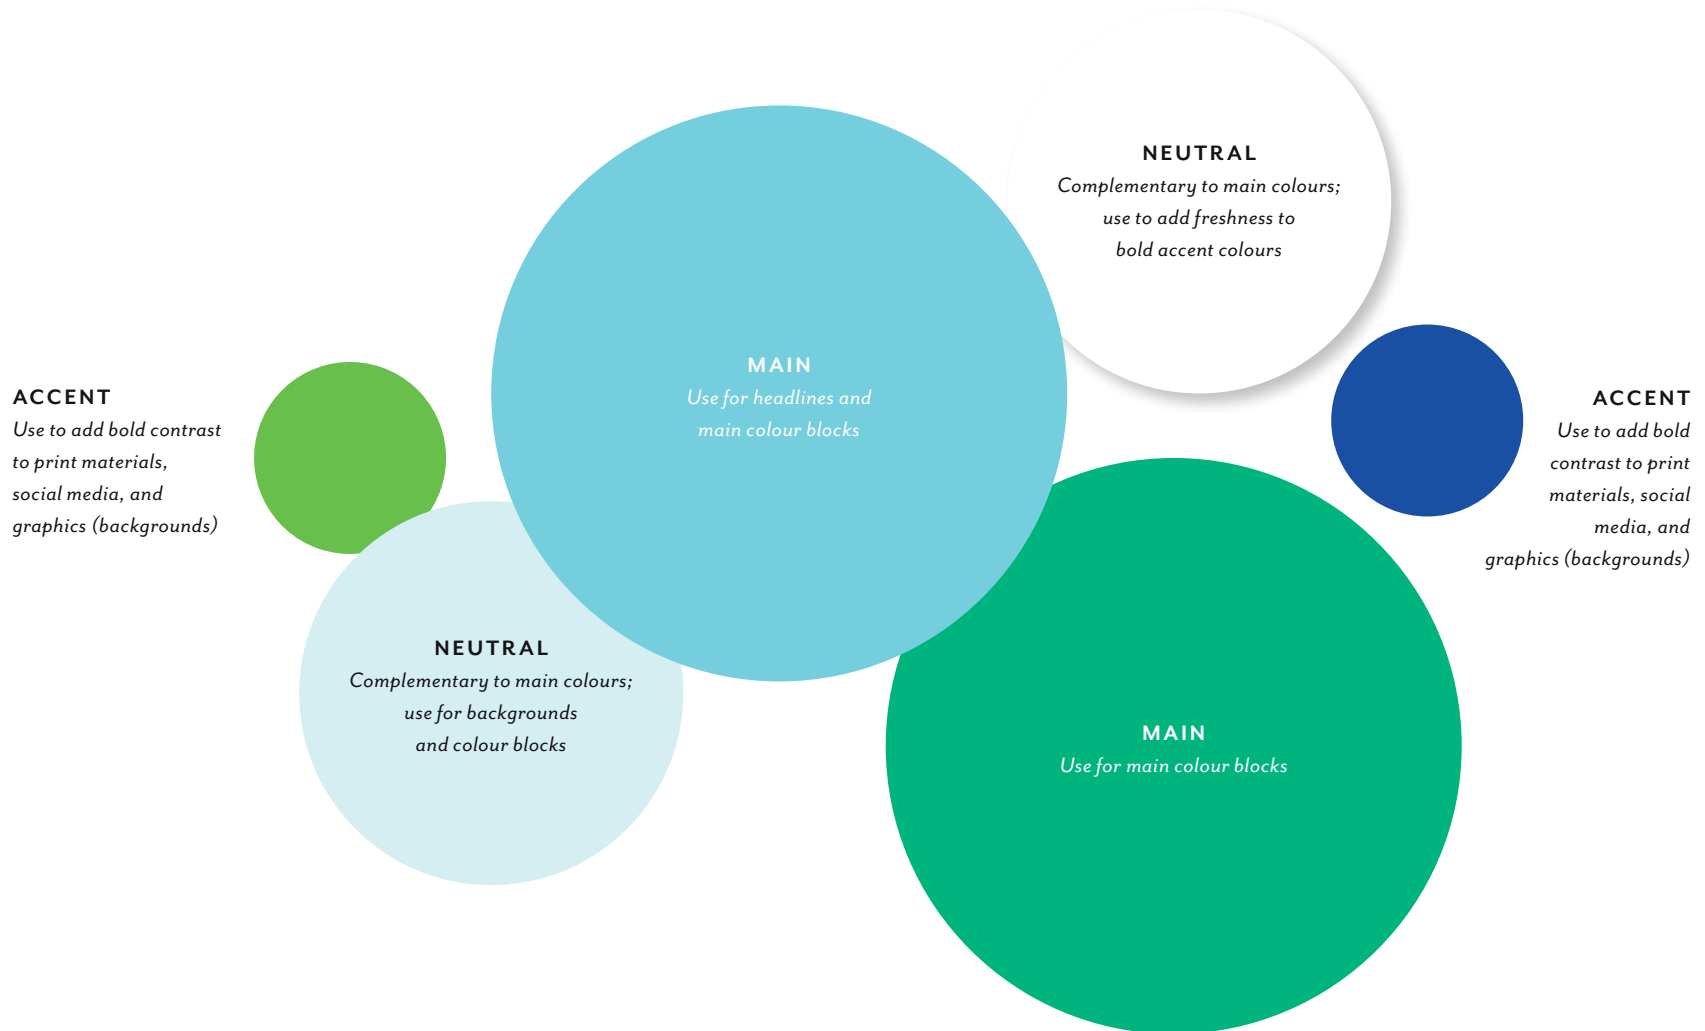 NEUTRAL
Complementary to main colours;
use to add freshness to
bold accent colours
MAIN
Use for headlines and
main colour blocks
ACCENT
Use to add bold contrast
to print materials,
social media, and
graphics (backgrounds)
ACCENT
Use to add bold
contrast to print
materials, social
media, and
graphics (backgrounds)
NEUTRAL
Complementary to main colours;
use for backgrounds
and colour blocks
MAIN
Use for main colour blocks